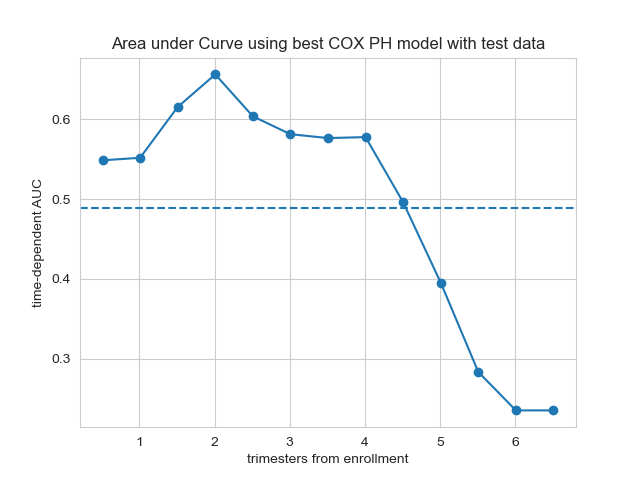 Area under Curve using best COX PH model with test data
time-dependent AUC
0.6
0.5
0.4
0.3
1 2 3 4 5 6
trimesters from enrollment